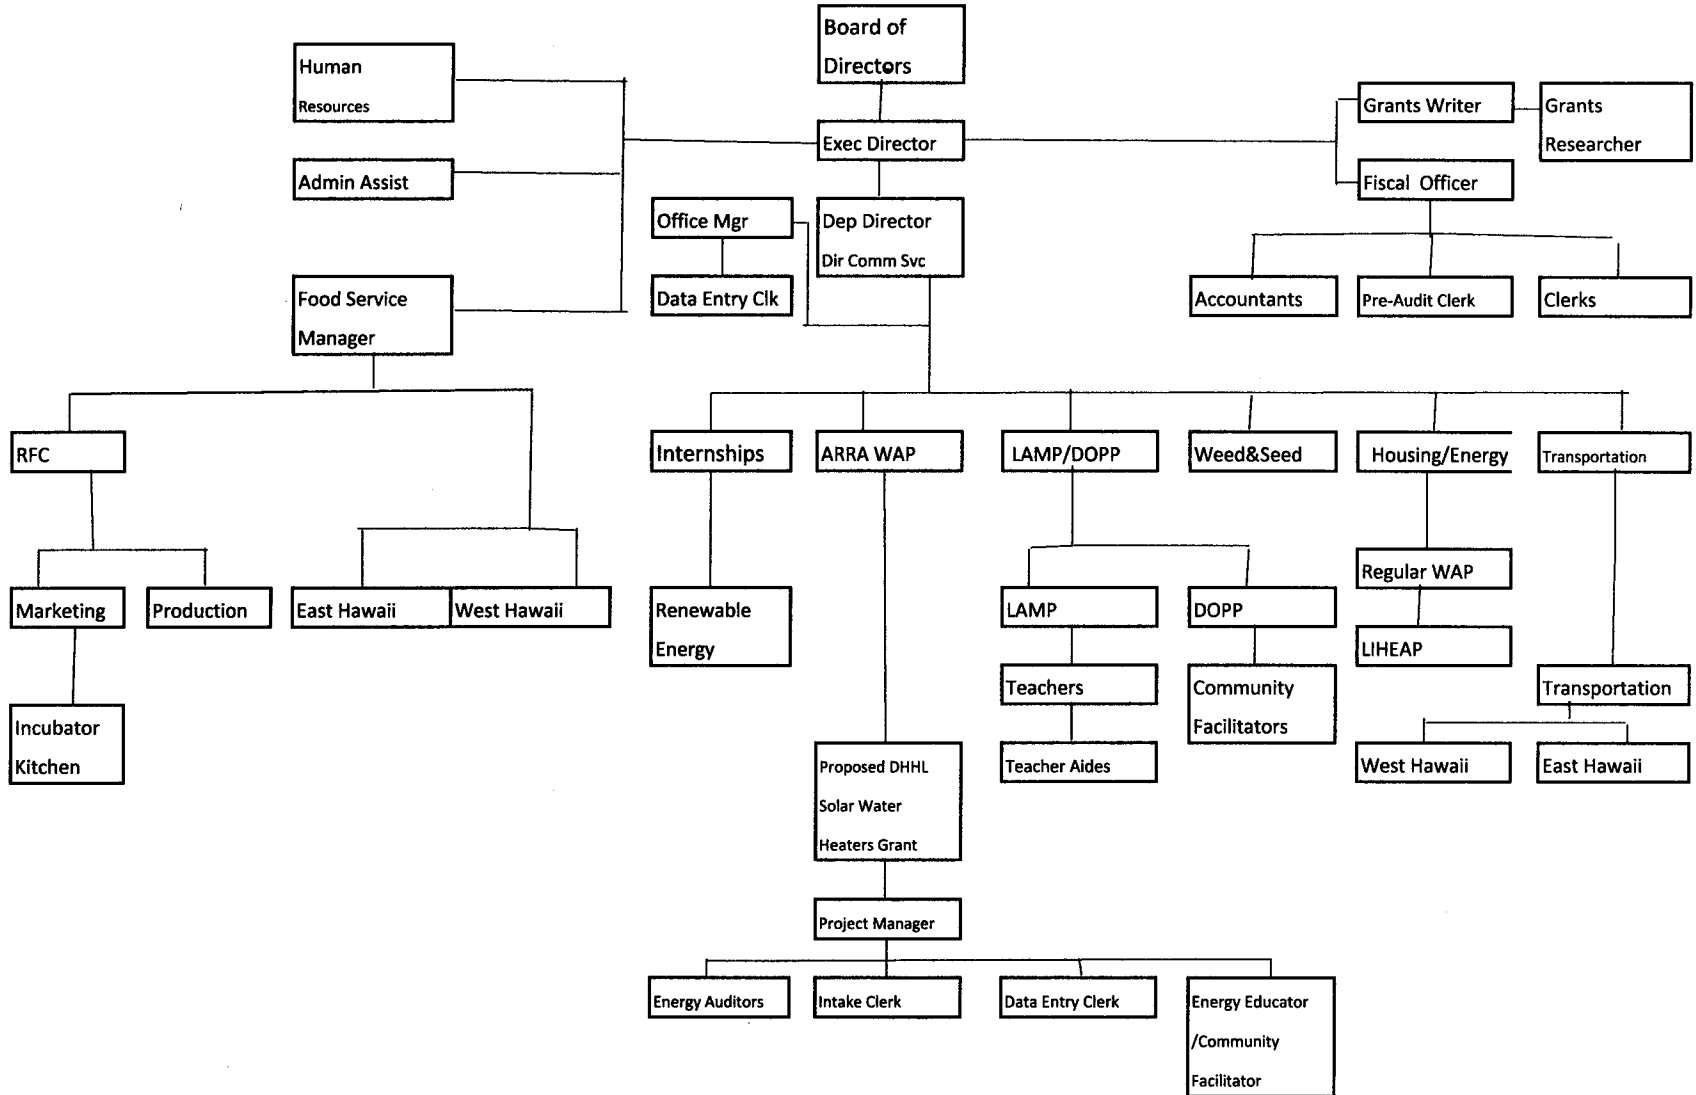 Board of
Directors
Human
Resources
Grants Writer
Grants
Researcher
Exec Director
Admin Assist
Fiscal Officer
Office Mgr
Dep Director
Dir Comm Svc
Food Service
Manager
Data Entry Clk
Accountants
Pre-Audit Clerk
Clerks
RFC
Internships
ARRA WAP
LAMP/DOPP
Weed&Seed
Housing/Energy
Transportation
Regular WAP
Marketing
Production
East Hawaii
West Hawaii
Renewable
Energy
LAMP
DOPP
LIHEAP
Teachers
Community
Facilitators
Transportation
Incubator
Kitchen
Teacher Aides
West Hawaii
East Hawaii
Proposed DHHL
Solar Water
Heaters Grant
Project Manager
Energy Auditors
Intake Clerk
Data Entry Clerk
Energy Educator
/Community
Facilitator